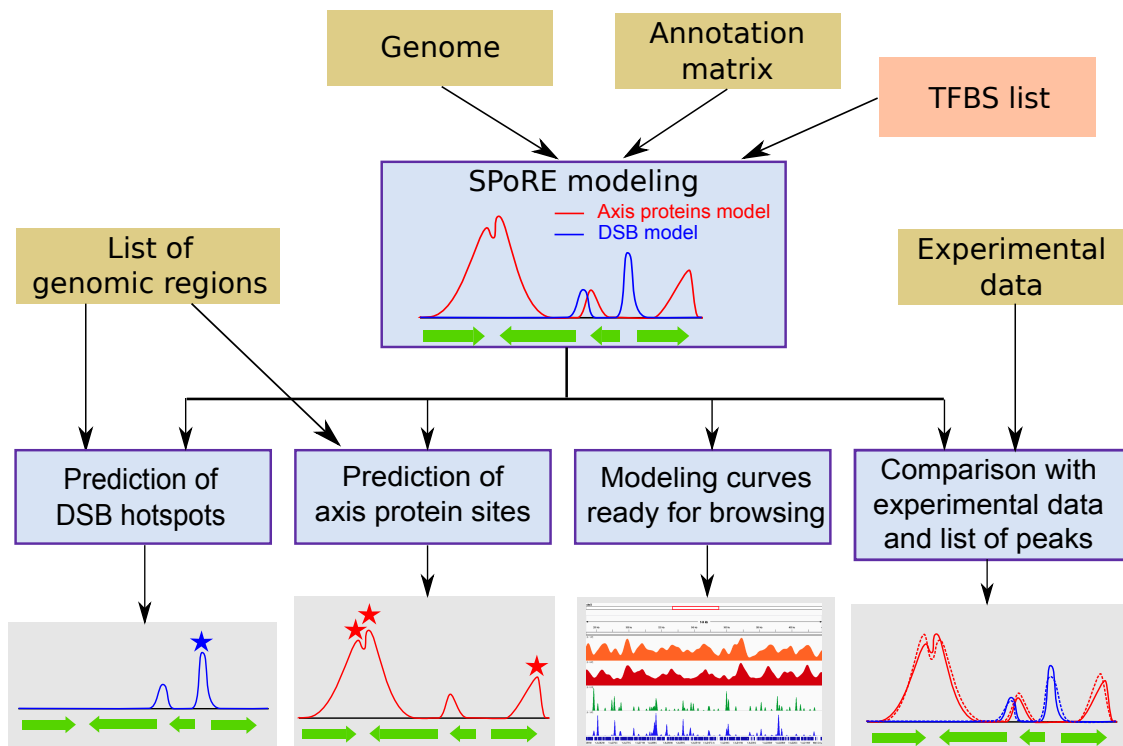 Genome
Annotation
matrix
TFBS list
SPoRE modeling
Axis proteins model
DSB model
List of
genomic regions
Experimental
data
Prediction of
DSB hotspots
Prediction of
axis protein sites
Modeling curves
ready for browsing
Comparison with
experimental data
and list of peaks